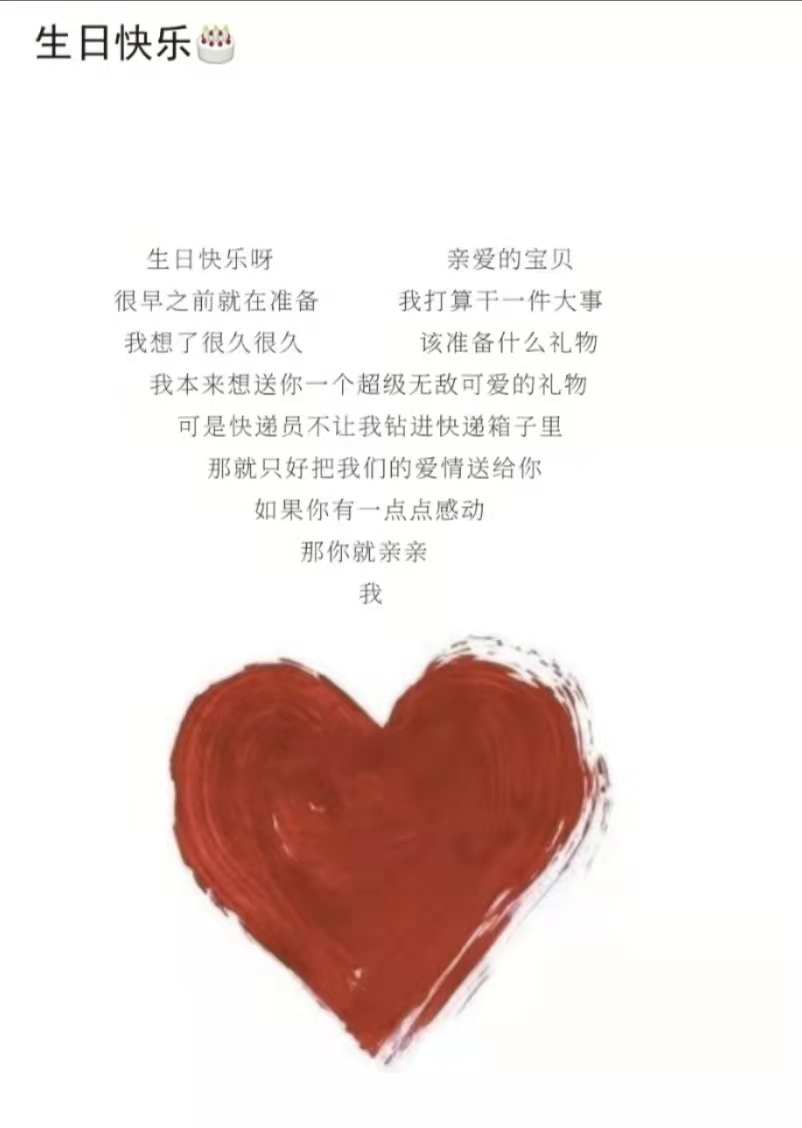 生日快乐🎂
生日快乐呀 亲爱的宝贝
很早之前就在准备 我打算干一件大事
我想了很久很久 该准备什么礼物
我本来想送你一个超级无敌可爱的礼物
可是快递员不让我钻进快递箱子里
那就只好把我们的爱情送给你
如果你有一点点感动
那你就亲亲
我